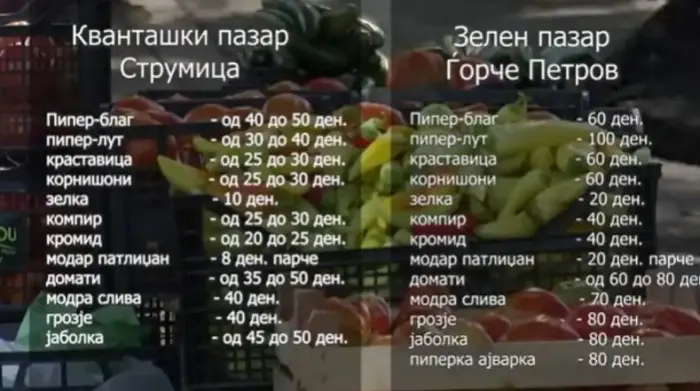 Кванташки пазар
Струмица
Пипер-благ - од 40 до 50 ден.
пипер-лут - од 30 до 40 ден.
краставица - од 25 до 30 ден.
корнишони - од 25 до 30 ден.
зелка - 10 ден.
компир - од 25 до 30 ден.
кромид - од 20 до 25 ден.
модар патлиџан - 8 ден. парче
домати - од 35 до 50 ден.
модра слива - 40 ден.
грозје - 40 ден.
јаболка - од 45 до 50 ден.
Зелен пазар
Ѓорче Петров
Пипер-благ - 60 ден.
пипер-лут - 100 ден.
краставица - 60 ден.
корнишони - 60 ден.
зелка - 20 ден.
компир - 40 ден.
кромид - 40 ден.
модар патлиџан - 20 ден. парче
домати - од 60 до 80 ден
модра слива - 70 ден.
грозје - 80 ден.
јаболка - 80 ден.
пиперка ајварка - 80 ден.